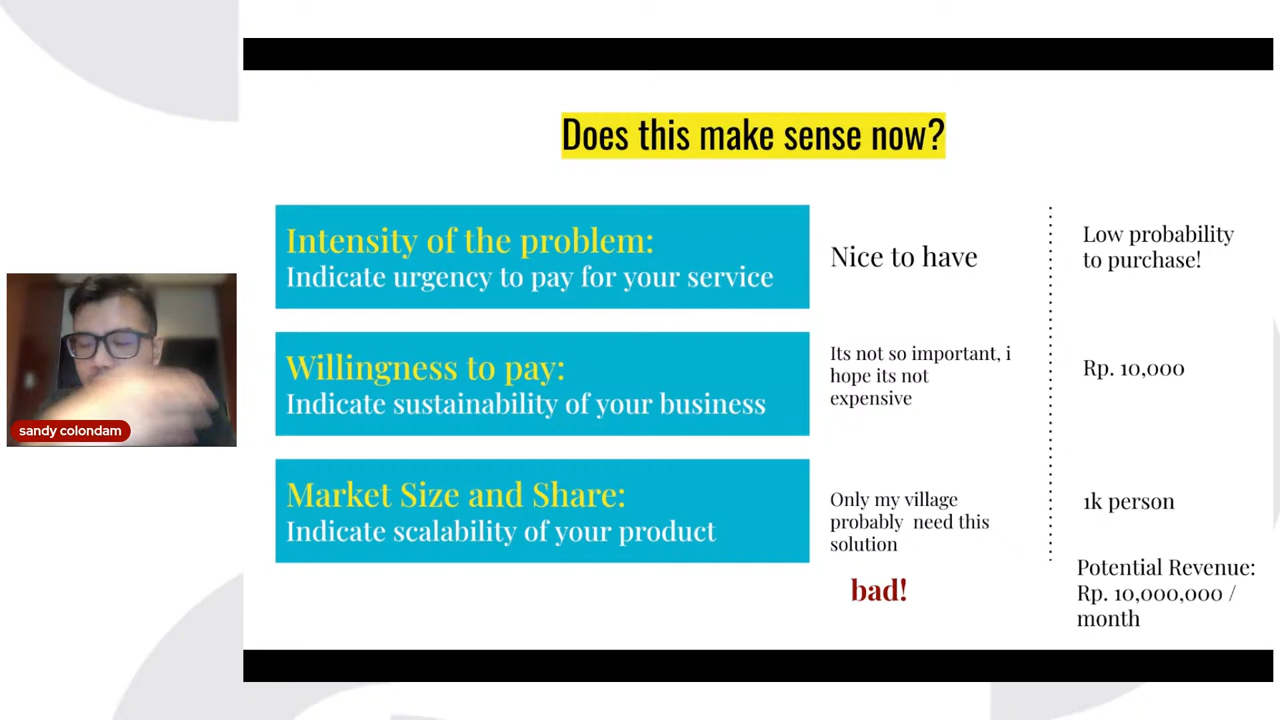 Does this make sense now?
Intensity of the problem:
Indicate urgency to pay for your service
Nice to have
Low probability
to purchase!
Willingness to pay:
Indicate sustainability of your business
Its not so important, i
hope its not
expensive
Rp. 10,000
Market Size and Share:
Indicate scalability of your product
Only my village
probably need this
solution
1k person
bad!
Potential Revenue:
Rp. 10,000,000 /
month
sandy colondam